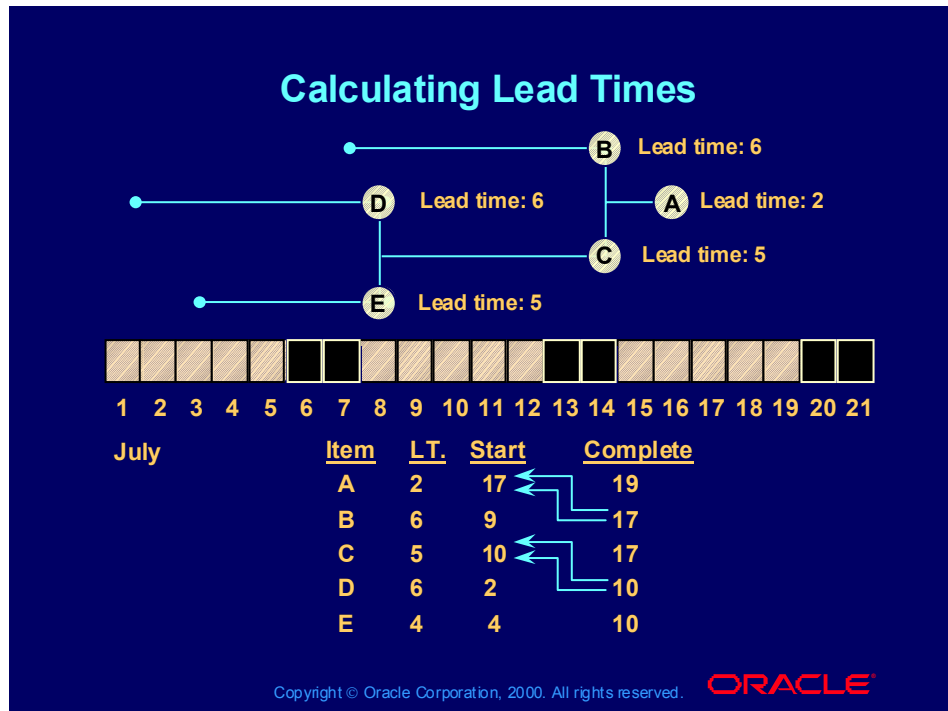 Calculating Lead Times
B Lead time: 6
D Lead time: 6 A Lead time: 2
C Lead time: 5
E Lead time: 5
1 2 3 4 5 6 7 8 9 10 11 12 13 14 15 16 17 18 19 20 21
July
Item L.T. Start Complete
A 2 17 19
B 6 9 17
C 5 10 17
D 6 2 10
E 4 4 10
Copyright © Oracle Corporation, 2000. All rights reserved. ORACLE®